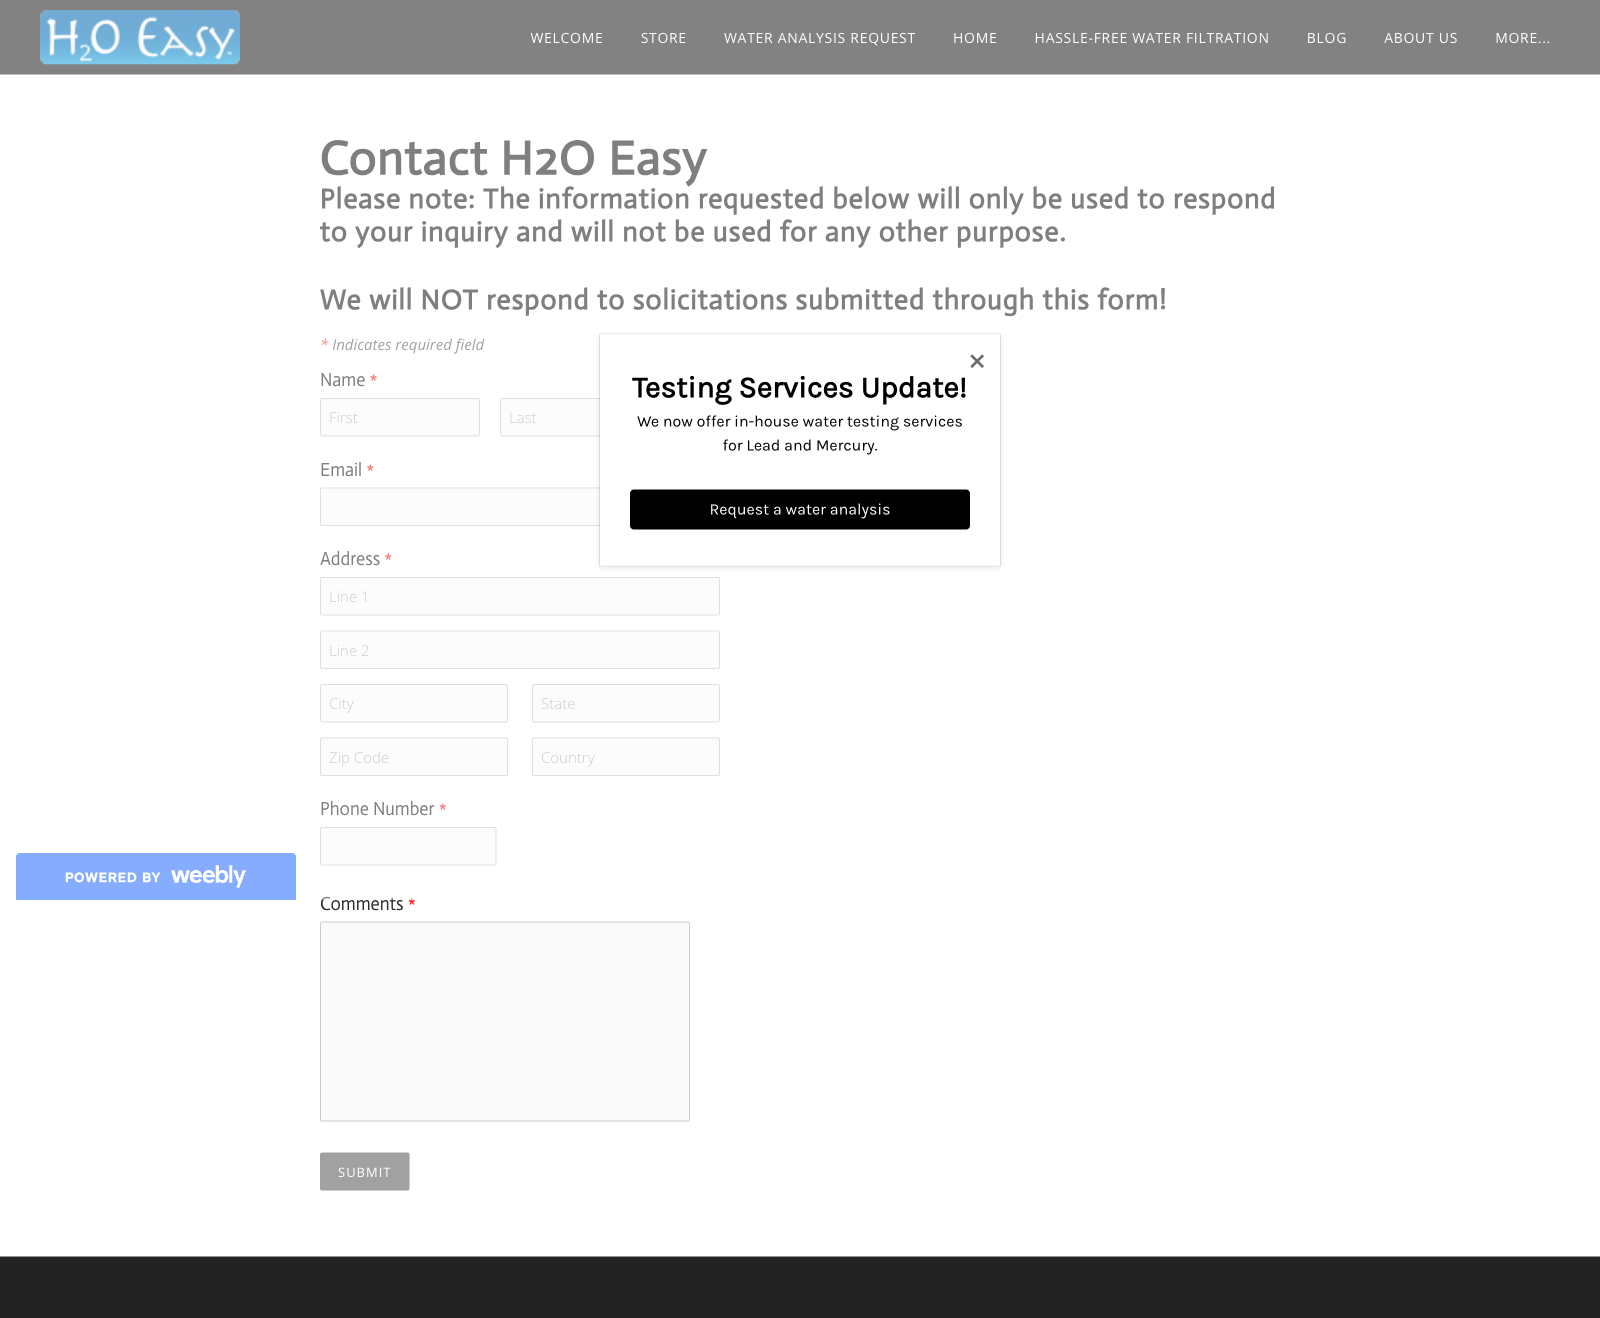 H2O Easy
WELCOME
STORE
WATER ANALYSIS REQUEST
HOME
HASSLE-FREE WATER FILTRATION
BLOG
ABOUT US
MORE...
Contact H2O Easy
Please note: The information requested below will only be used to respond
to your inquiry and will not be used for any other purpose.
We will NOT respond to solicitations submitted through this form!
* Indicates required field
Name *
First
Last
Email *
Address *
Line 1
Line 2
City
State
Zip Code
Country
Phone Number *
Comments *
SUBMIT
Testing Services Update!
We now offer in-house water testing services
for Lead and Mercury.
Request a water analysis
POWERED BY weebly